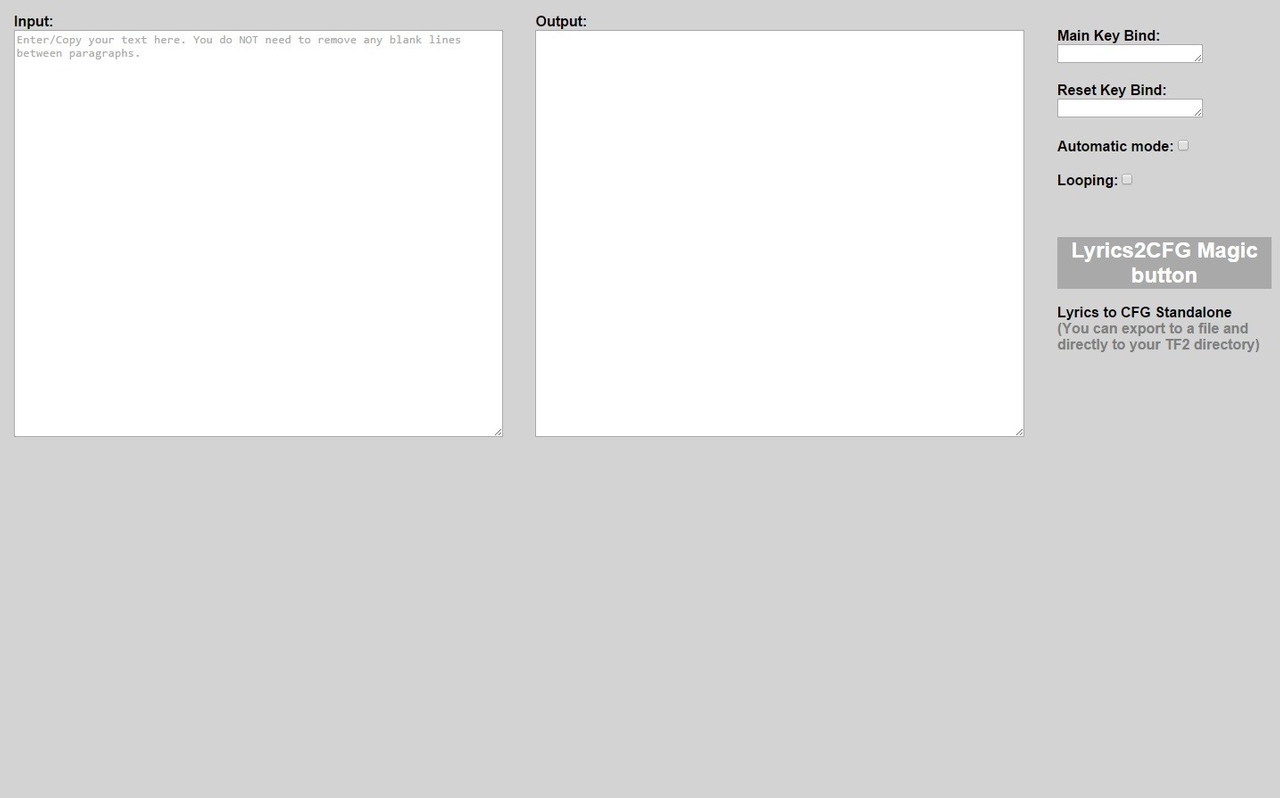 Input:
Enter/Copy your text here. You do NOT need to remove any blank lines
between paragraphs.
Output:
Main Key Bind:
Reset Key Bind:
Automatic mode:
Looping:
Lyrics2CFG Magic
button
Lyrics to CFG Standalone
(You can export to a file and
directly to your TF2 directory)